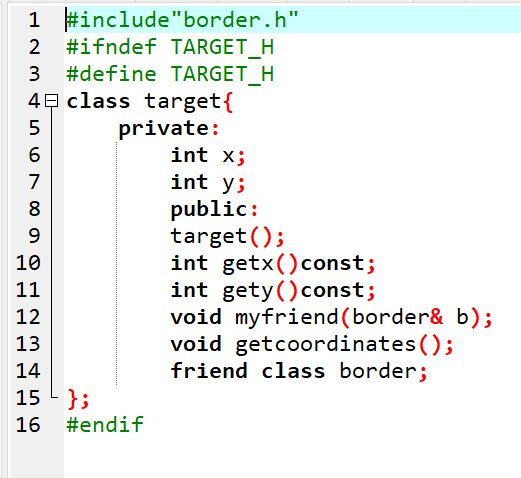 1 #include"border.h"
2 #ifndef TARGET_H
3 #define TARGET_H
4 class target{
5 private:
6 int x;
7 int y;
8 public:
9 target();
10 int getx()const;
11 int gety()const;
12 void myfriend(border& b);
13 void getcoordinates();
14 friend class border;
15 };
16 #endif